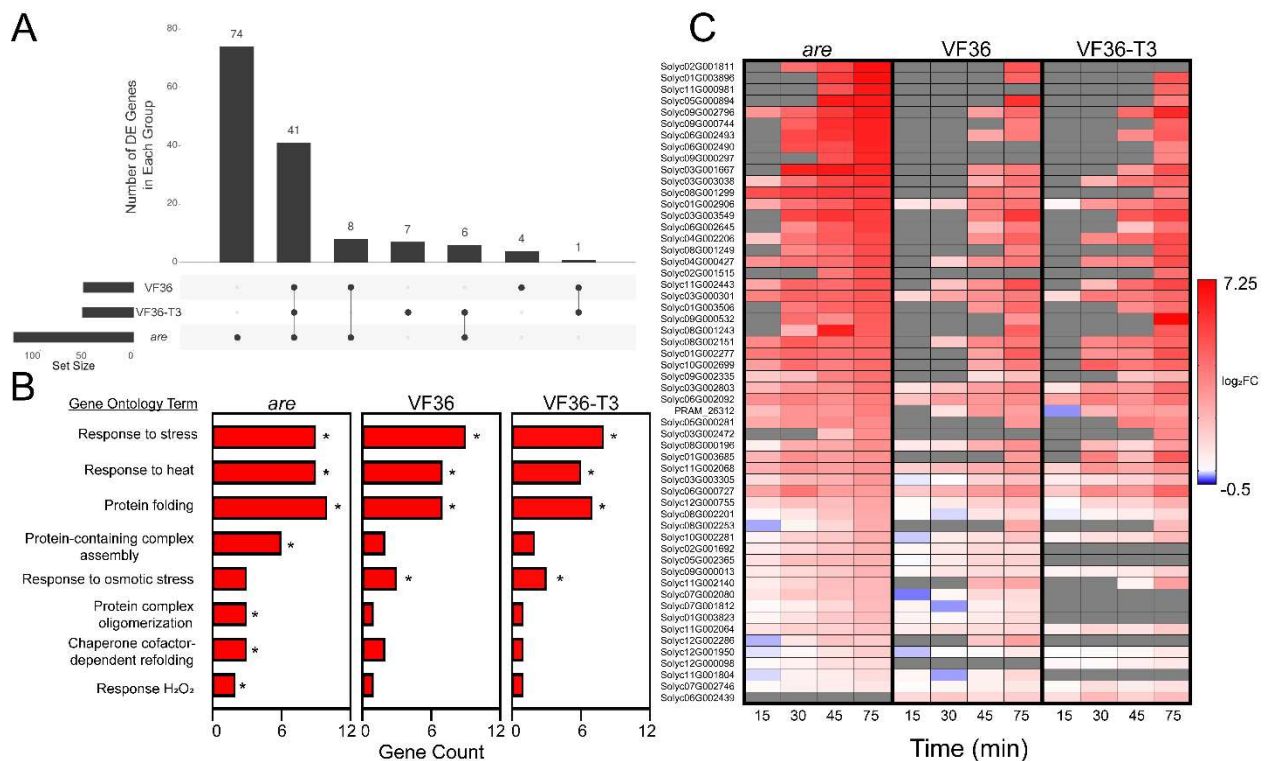 A
Number of DE Genes
in Each Group
80
60
40
20
0
74
41
8
7
6
4
1
VF36
VF36-T3
are
100
50
0
Set Size
B
Gene Ontology Term
are
VF36
VF36-T3
Response to stress
*
*
*
Response to heat
*
*
*
Protein folding
*
*
*
Protein-containing complex
assembly
*
Response to osmotic stress
*
*
Protein complex
oligomerization
*
Chaperone cofactor-
dependent refolding
*
Response H₂O₂
*
0
6
12
0
6
12
0
6
12
Gene Count
C
are
VF36
VF36-T3
Solyc02G001811
Solyc01G003896
Solyc11G000981
Solyc05G000894
Solyc09G002796
Solyc09G000744
Solyc06G002493
Solyc06G002490
Solyc09G000297
Solyc03G001667
Solyc03G003038
Solyc08G001299
Solyc01G002906
Solyc03G003549
Solyc06G002645
Solyc04G002206
Solyc08G001249
Solyc04G000427
Solyc02G001515
Solyc11G002443
Solyc03G000301
Solyc01G003506
Solyc09G000532
Solyc08G001243
Solyc08G002151
Solyc01G002277
Solyc10G002699
Solyc09G002335
Solyc03G002803
Solyc06G002092
PRAM_26312
Solyc05G000281
Solyc03G002472
Solyc08G000196
Solyc01G003685
Solyc11G002068
Solyc03G003305
Solyc06G000727
Solyc12G000755
Solyc08G002201
Solyc08G002253
Solyc10G002281
Solyc02G001692
Solyc05G002365
Solyc09G000013
Solyc11G002140
Solyc07G002080
Solyc07G001812
Solyc01G003823
Solyc11G002064
Solyc12G002286
Solyc12G001950
Solyc12G000098
Solyc11G001804
Solyc07G002746
Solyc06G002439
15
30
45
75
15
30
45
75
15
30
45
75
Time (min)
7.25
log₂FC
-0.5